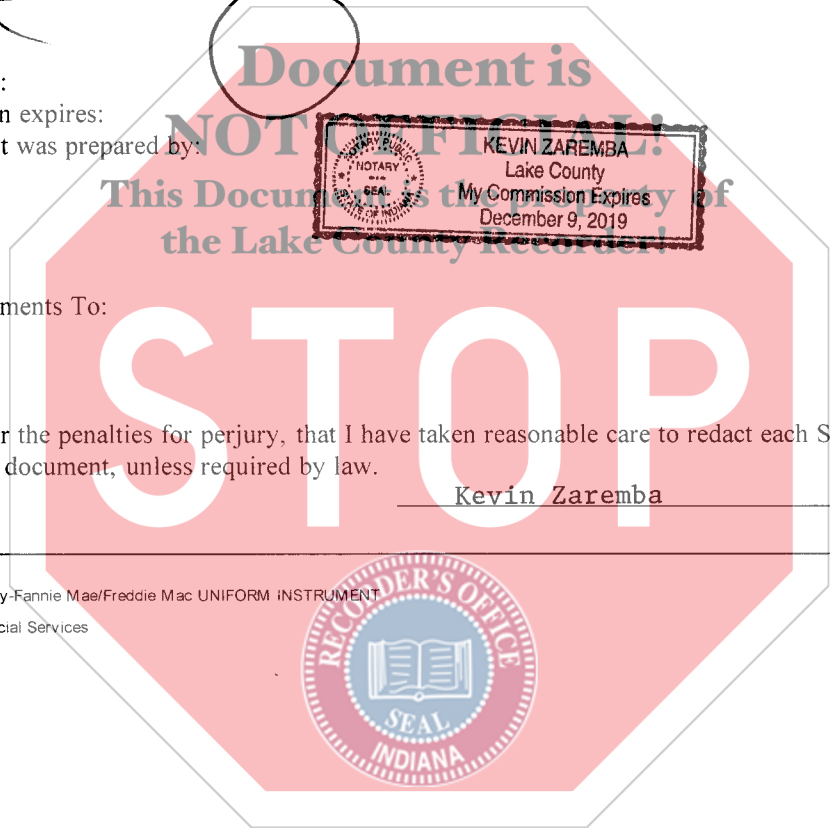 Document is
:
n expires:
NOT OFFICIAL!
t was prepared by:
NOTARY PUBLIC
NOTARY
SEAL
STATE OF INDIANA
KEVIN ZAREMBA
Lake County
My Commission Expires
December 9, 2019
This Document is the property of
the Lake County Recorder!
ments To:
STOP
r the penalties for perjury, that I have taken reasonable care to redact each S
document, unless required by law.
Kevin Zaremba
y-Fannie Mae/Freddie Mac UNIFORM INSTRUMENT
cial Services
RECORDER'S OFFICE
SEAL
INDIANA